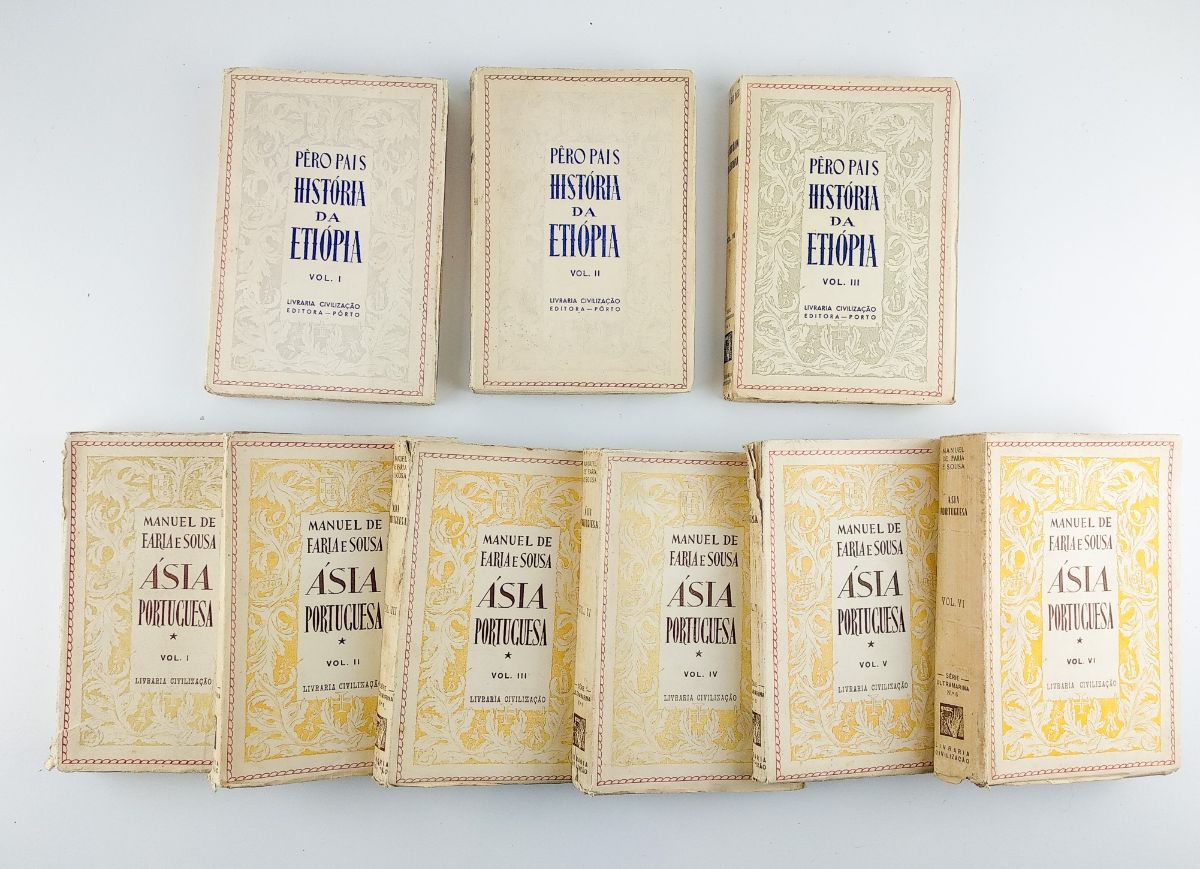 PÊRO PAIS
HISTÓRIA
DA
ETIÓPIA
VOL. I
LIVRARIA CIVILIZAÇÃO
EDITORA — PÔRTO
PÊRO PAIS
HISTÓRIA
DA
ETIÓPIA
VOL. II
LIVRARIA CIVILIZAÇÃO
EDITORA — PÔRTO
PÊRO PAIS
HISTÓRIA
DA
ETIÓPIA
VOL. III
LIVRARIA CIVILIZAÇÃO
EDITORA — PÔRTO
MANUEL DE
FARIA E SOUSA
ÁSIA
PORTUGUESA
VOL. I
LIVRARIA CIVILIZAÇÃO
MANUEL DE
FARIA E SOUSA
ÁSIA
PORTUGUESA
VOL. II
LIVRARIA CIVILIZAÇÃO
MANUEL DE
FARIA E SOUSA
ÁSIA
PORTUGUESA
VOL. III
LIVRARIA CIVILIZAÇÃO
MANUEL DE
FARIA E SOUSA
ÁSIA
PORTUGUESA
VOL. IV
LIVRARIA CIVILIZAÇÃO
MANUEL DE
FARIA E SOUSA
ÁSIA
PORTUGUESA
VOL. V
LIVRARIA CIVILIZAÇÃO
MANUEL
DE FARIA
E SOUSA
ÁSIA
PORTUGUESA
VOL. VI
SÉRIE
ULTRAMARINA
Nº 6
LIVRARIA
CIVILIZAÇÃO
MANUEL DE
FARIA E SOUSA
ÁSIA
PORTUGUESA
VOL. VI
LIVRARIA CIVILIZAÇÃO